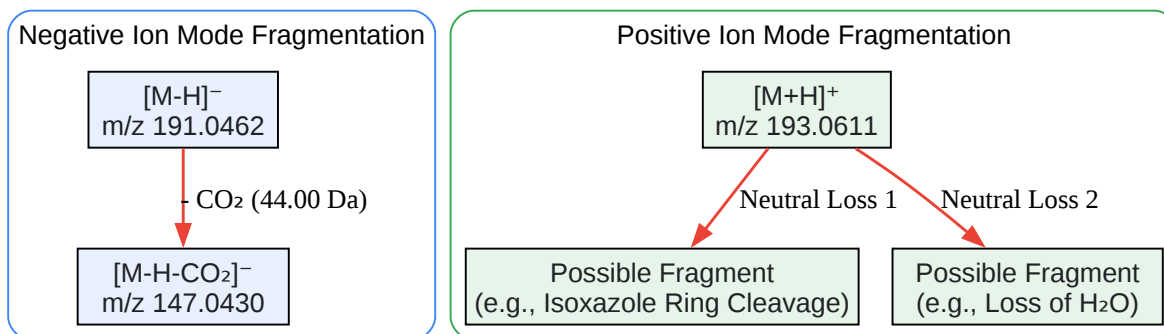 Negative Ion Mode Fragmentation
[M-H]⁻
m/z 191.0462
- CO₂ (44.00 Da)
[M-H-CO₂]⁻
m/z 147.0430
Positive Ion Mode Fragmentation
[M+H]⁺
m/z 193.0611
Neutral Loss 1
Neutral Loss 2
Possible Fragment
(e.g., Isoxazole Ring Cleavage)
Possible Fragment
(e.g., Loss of H₂O)